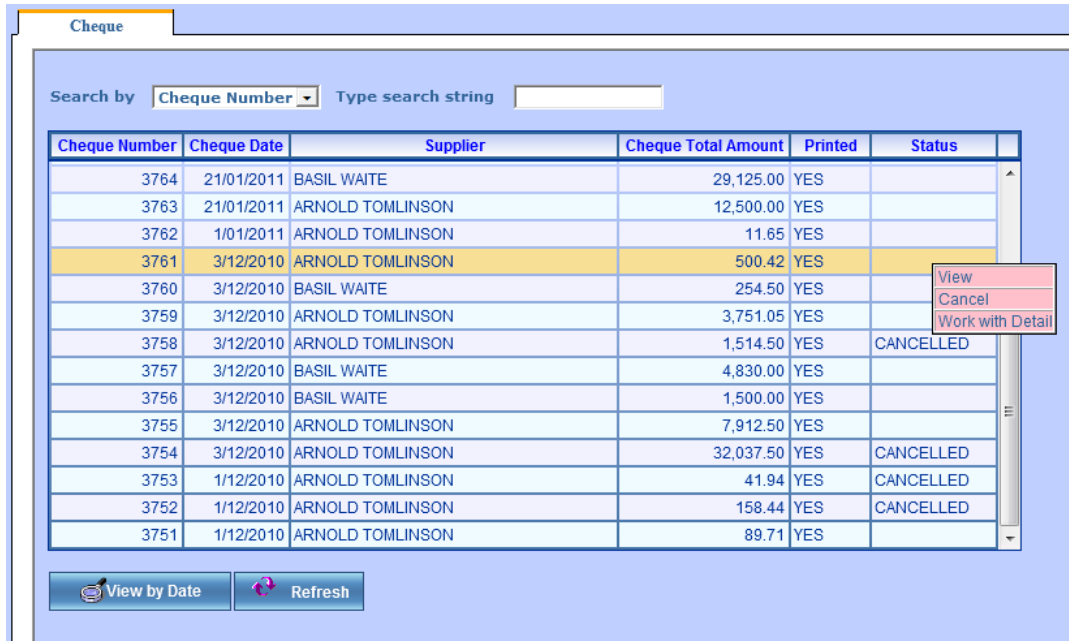 Cheque
Search by Cheque Number Type search string
Cheque Number Cheque Date Supplier Cheque Total Amount Printed Status
3764 21/01/2011 BASIL WAITE 29,125.00 YES
3763 21/01/2011 ARNOLD TOMLINSON 12,500.00 YES
3762 1/01/2011 ARNOLD TOMLINSON 11.65 YES
3761 3/12/2010 ARNOLD TOMLINSON 500.42 YES
View
3760 3/12/2010 BASIL WAITE 254.50 YES
Cancel
3759 3/12/2010 ARNOLD TOMLINSON 3,751.05 YES
Work with Detail
3758 3/12/2010 ARNOLD TOMLINSON 1,514.50 YES CANCELLED
3757 3/12/2010 BASIL WAITE 4,830.00 YES
3756 3/12/2010 BASIL WAITE 1,500.00 YES
3755 3/12/2010 ARNOLD TOMLINSON 7,912.50 YES
3754 3/12/2010 ARNOLD TOMLINSON 32,037.50 YES CANCELLED
3753 1/12/2010 ARNOLD TOMLINSON 41.94 YES CANCELLED
3752 1/12/2010 ARNOLD TOMLINSON 158.44 YES CANCELLED
3751 1/12/2010 ARNOLD TOMLINSON 89.71 YES
View by Date Refresh